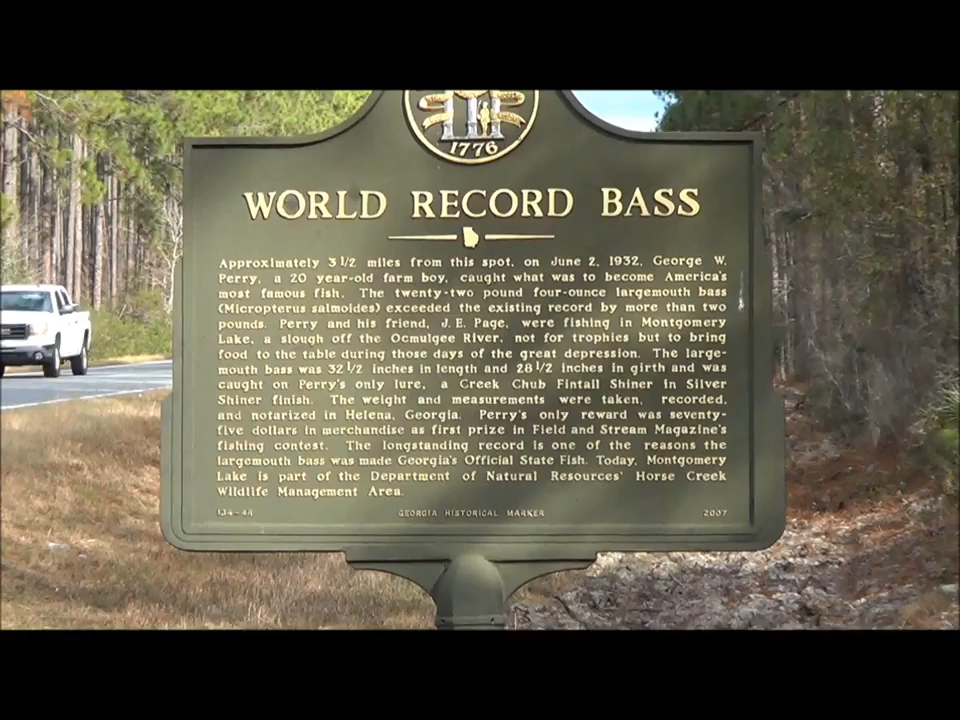 1776
WORLD RECORD BASS
Approximately 3 1/2 miles from this spot, on June 2, 1932, George W.
Perry, a 20 year-old farm boy, caught what was to become America's
most famous fish. The twenty-two pound four-ounce largemouth bass
(Micropterus salmoides) exceeded the existing record by more than two
pounds. Perry and his friend, J.E. Page, were fishing in Montgomery
Lake, a slough off the Ocmulgee River, not for trophies but to bring
food to the table during those days of the great depression. The large-
mouth bass was 32 1/2 inches in length and 28 1/2 inches in girth and was
caught on Perry's only lure, a Creek Chub Fintail Shiner in Silver
Shiner finish. The weight and measurements were taken, recorded,
and notarized in Helena, Georgia. Perry's only reward was seventy-
five dollars in merchandise as first prize in Field and Stream Magazine's
fishing contest. The longstanding record is one of the reasons the
largemouth bass was made Georgia's Official State Fish. Today, Montgomery
Lake is part of the Department of Natural Resources' Horse Creek
Wildlife Management Area.
GEORGIA HISTORICAL MARKER 2007